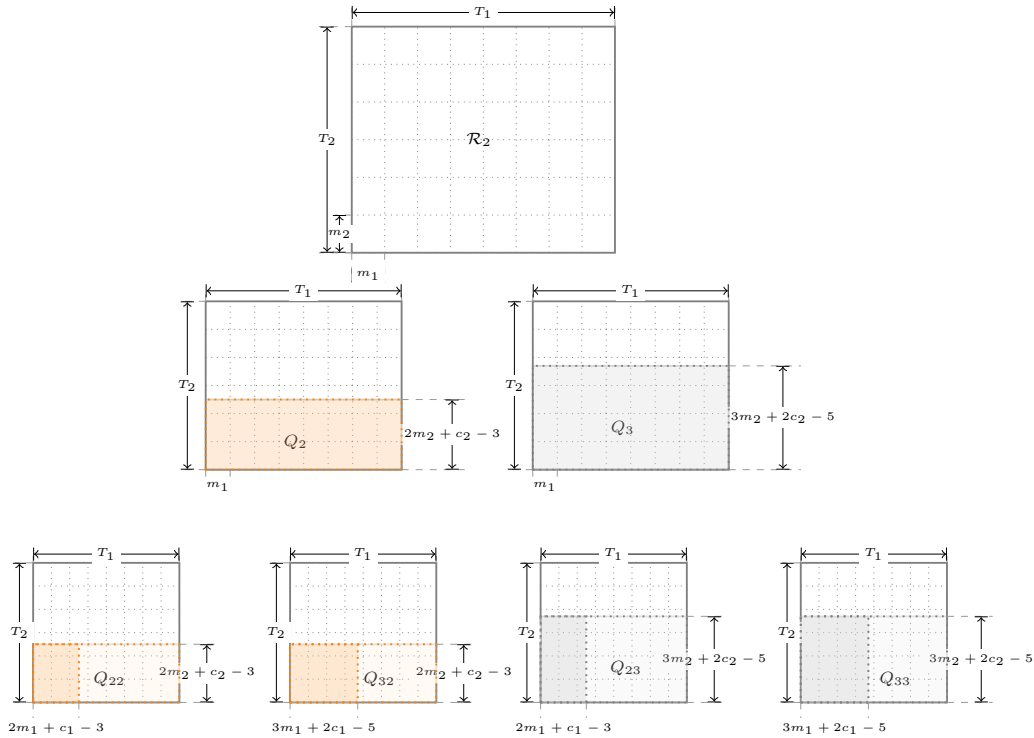 T₁
T₂
ℛ₂
m₂
m₁
T₁
T₂
Q₂
2m₂ + c₂ − 3
m₁
T₁
T₂
Q₃
3m₂ + 2c₂ − 5
m₁
T₁
T₂
Q₂₂
2m₂ + c₂ − 3
2m₁ + c₁ − 3
T₁
T₂
Q₃₂
2m₂ + c₂ − 3
3m₁ + 2c₁ − 5
T₁
T₂
Q₂₃
3m₂ + 2c₂ − 5
2m₁ + c₁ − 3
T₁
T₂
Q₃₃
3m₂ + 2c₂ − 5
3m₁ + 2c₁ − 5